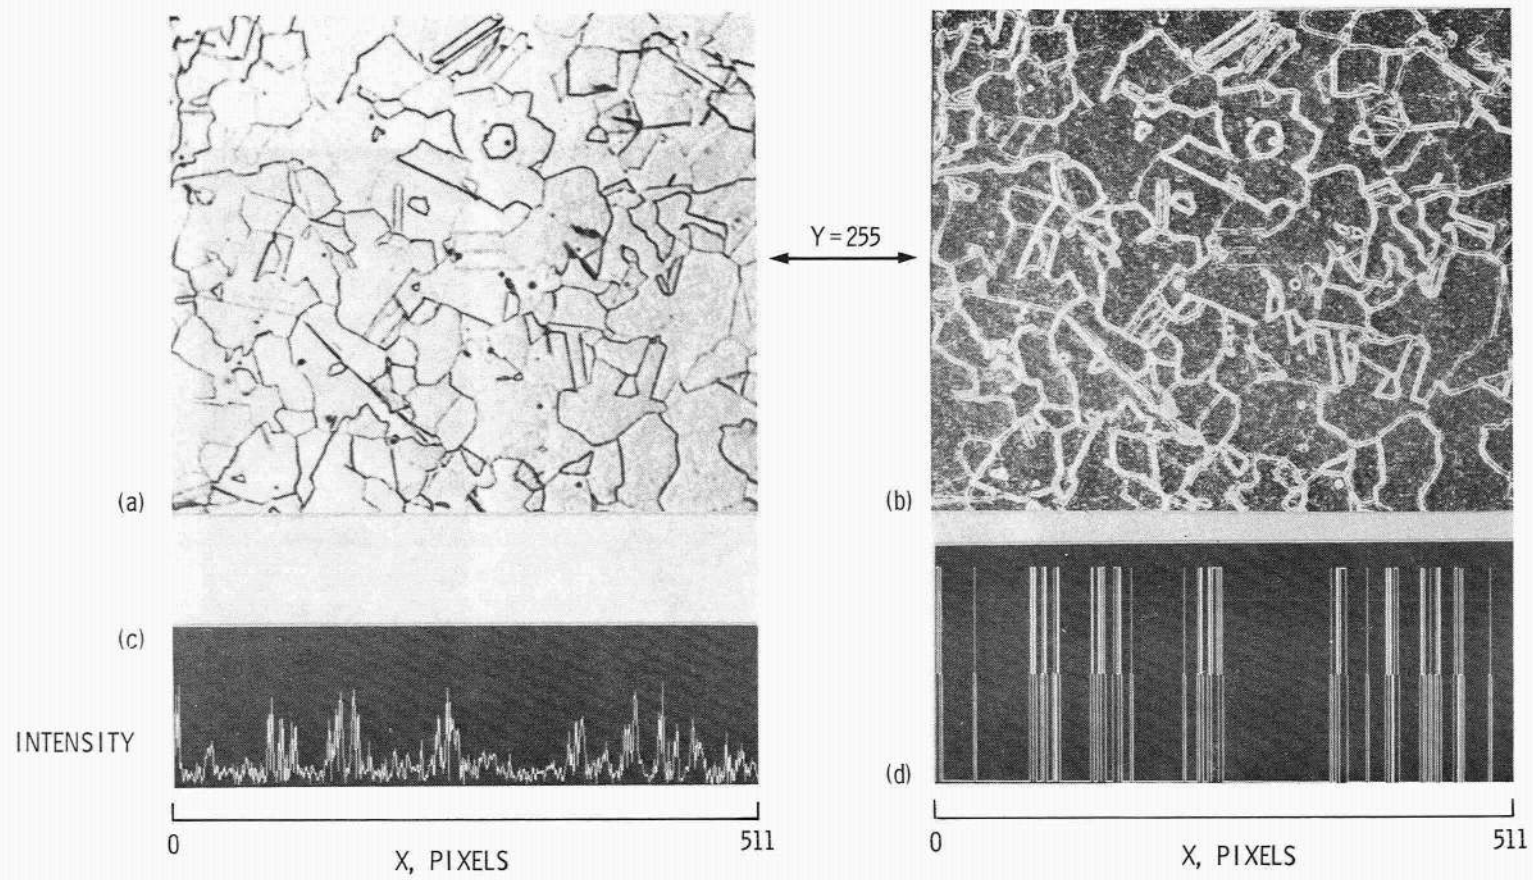 Y = 255
(a)
(b)
(c)
INTENSITY
(d)
0
511
X, PIXELS
0
511
X, PIXELS